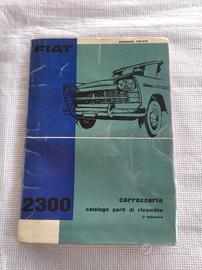 FIAT
2300
carrozzeria
catalogo parti di ricambio